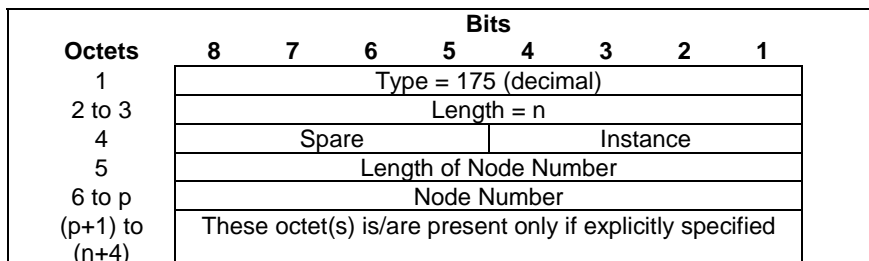 Bits
Octets 8 7 6 5 4 3 2 1
1 Type = 175 (decimal)
2 to 3 Length = n
4 Spare Instance
5 Length of Node Number
6 to p Node Number
(p+1) to These octet(s) is/are present only if explicitly specified
(n+4)